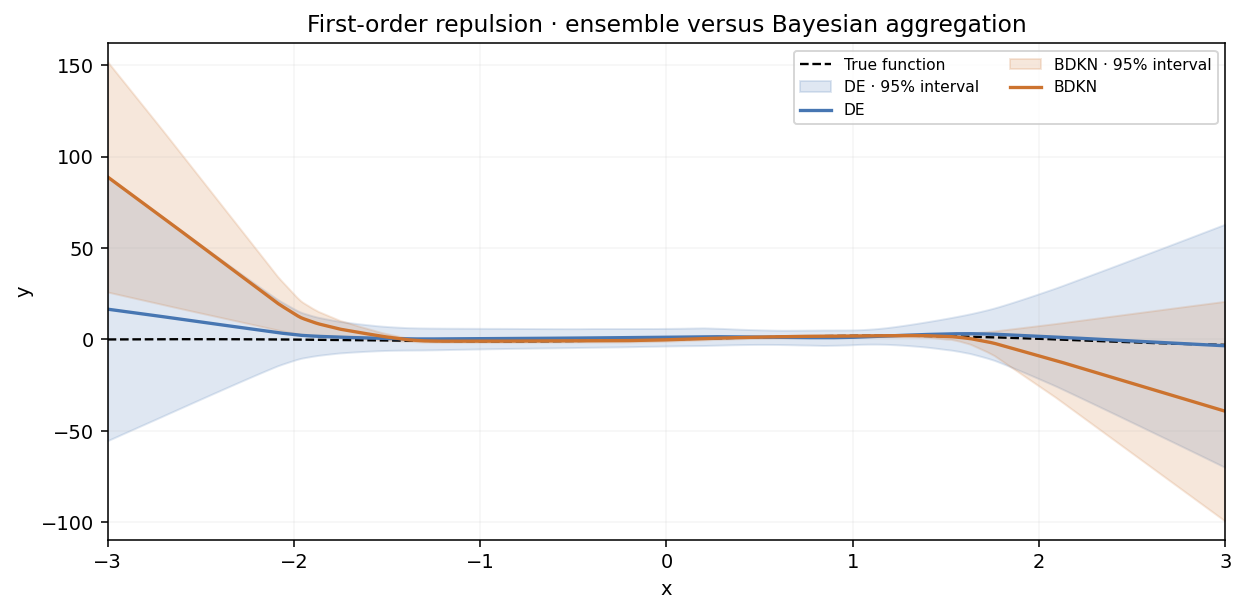 First-order repulsion · ensemble versus Bayesian aggregation
True function
DE · 95% interval
DE
BDKN · 95% interval
BDKN
y
150
100
50
0
−50
−100
−3
−2
−1
0
1
2
3
x